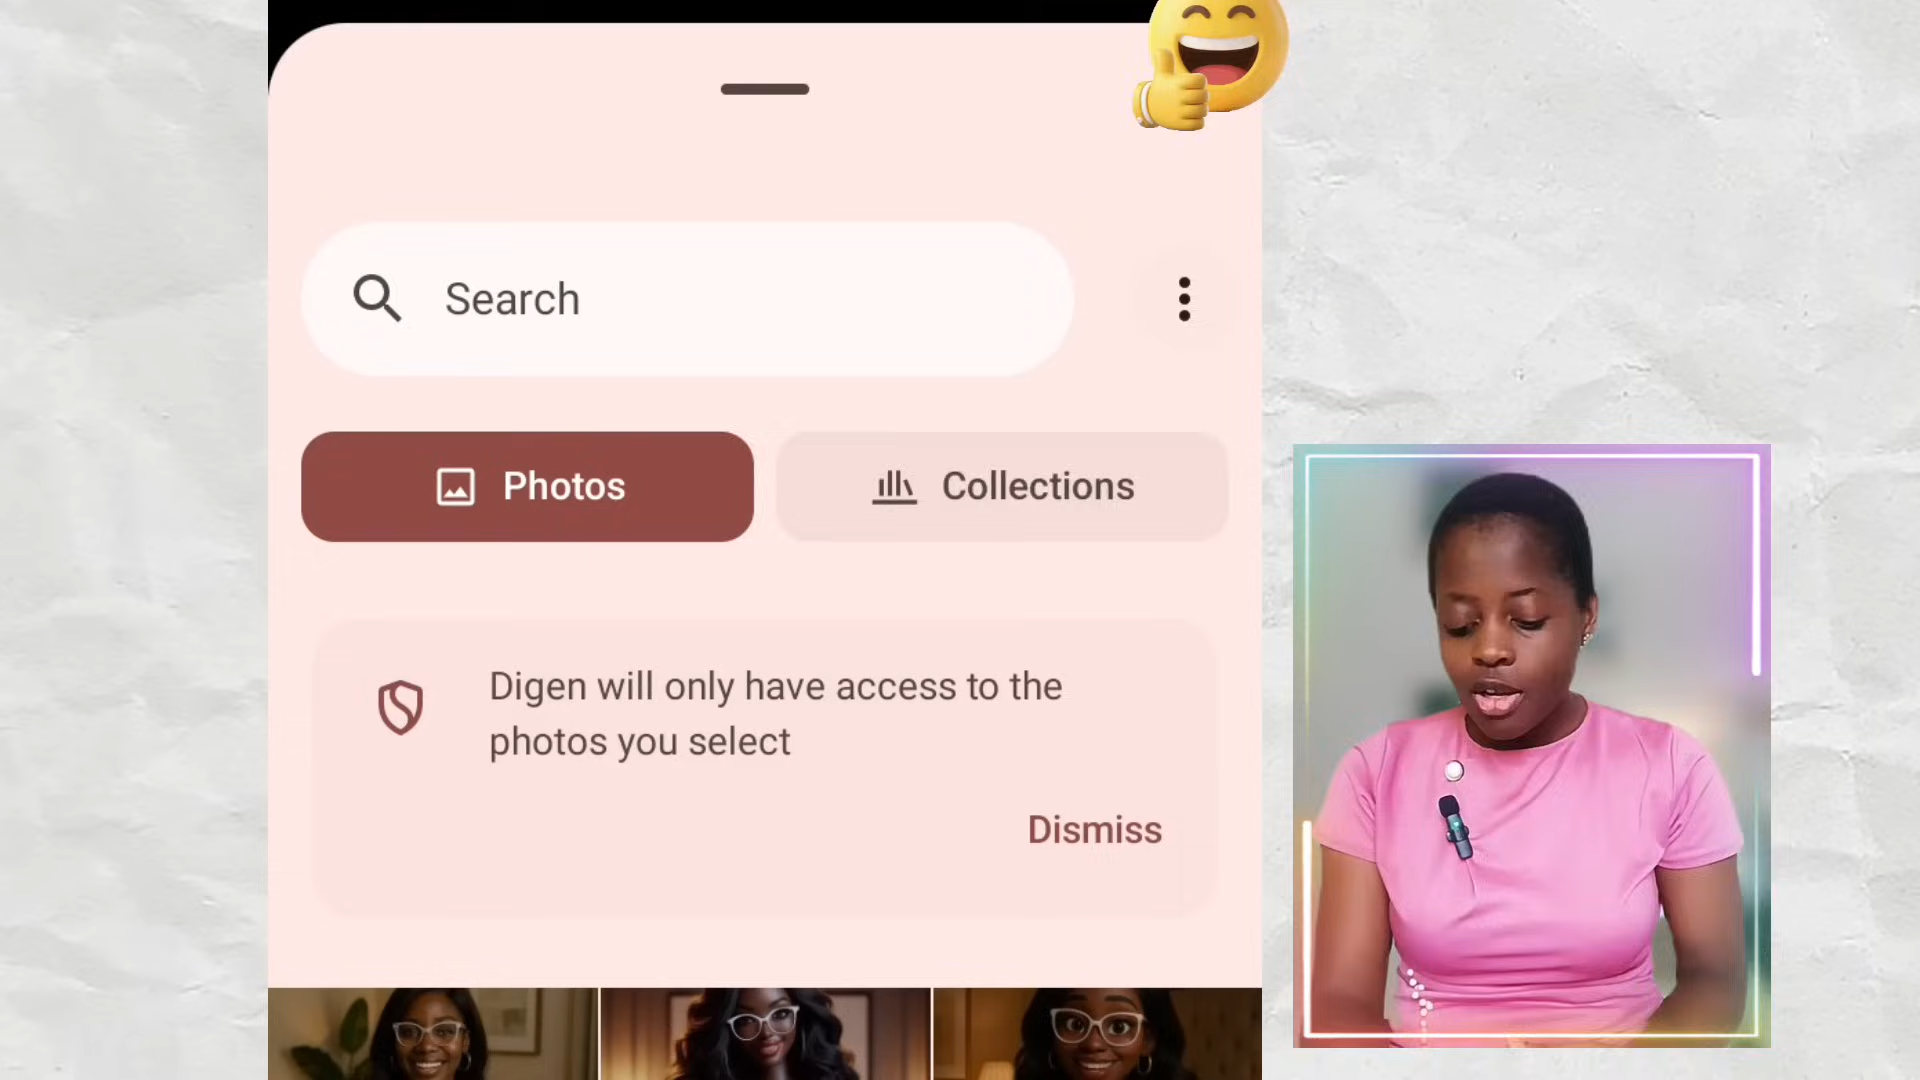 Search
Photos
Collections
Digen will only have access to the
photos you select
Dismiss